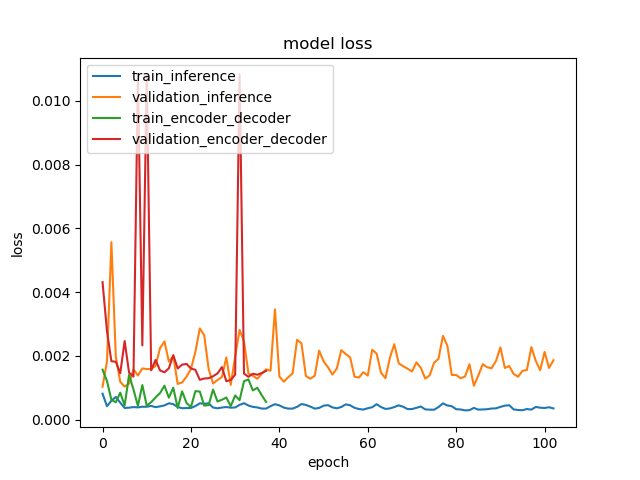 model loss
train_inference
validation_inference
train_encoder_decoder
validation_encoder_decoder
0.010
0.008
0.006
0.004
0.002
0.000
loss
0 20 40 60 80 100
epoch